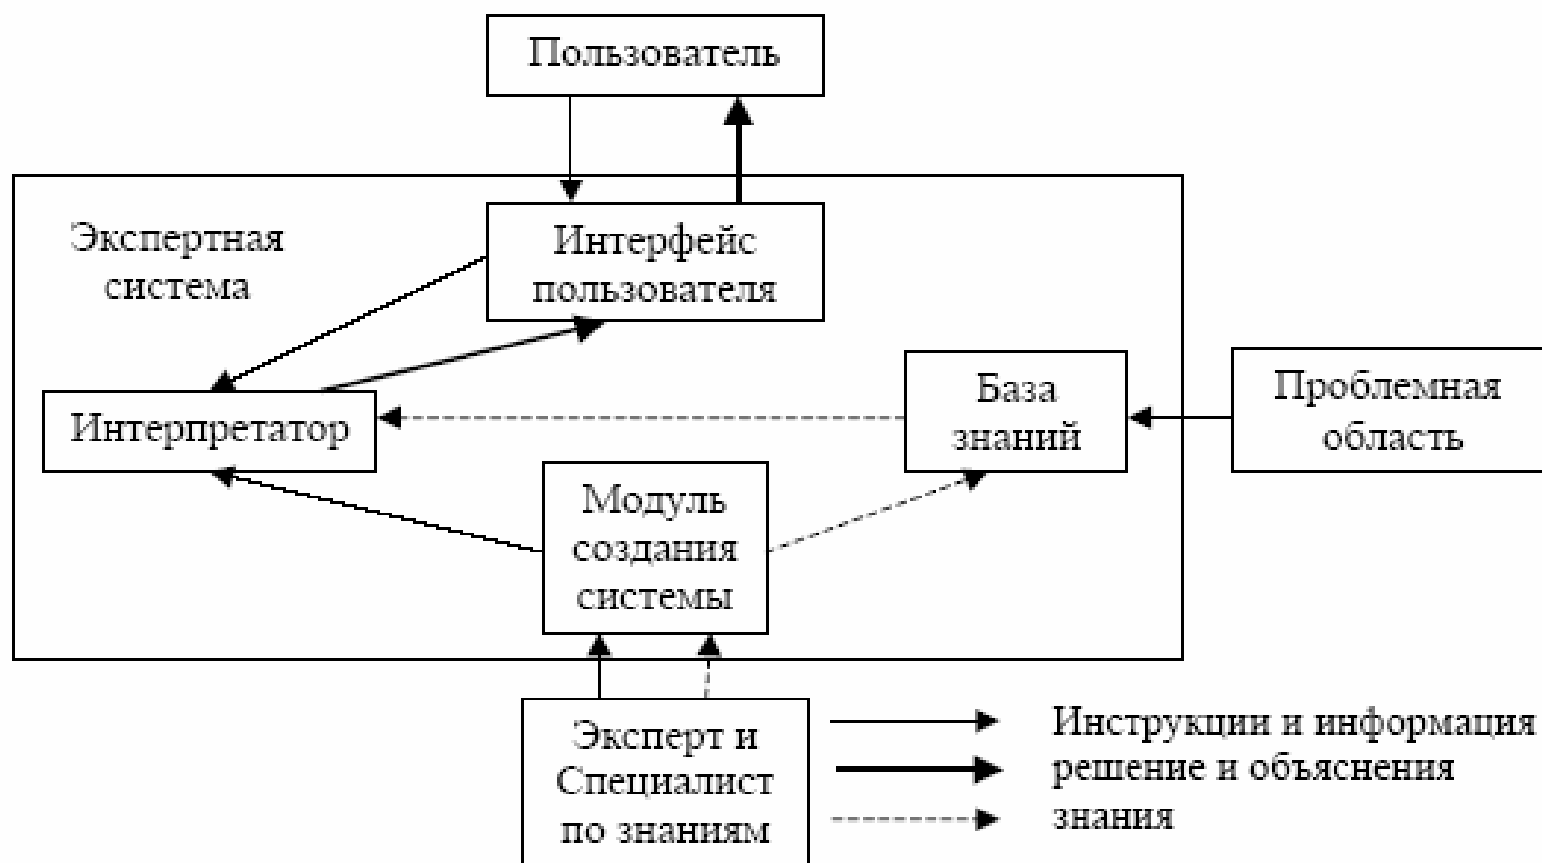 Пользователь
Экспертная
система
Интерфейс
пользователя
Интерпретатор
База
знаний
Проблемная
область
Модуль
создания
системы
Эксперт и
Специалист
по знаниям
Инструкции и информация
решение и объяснения
знания